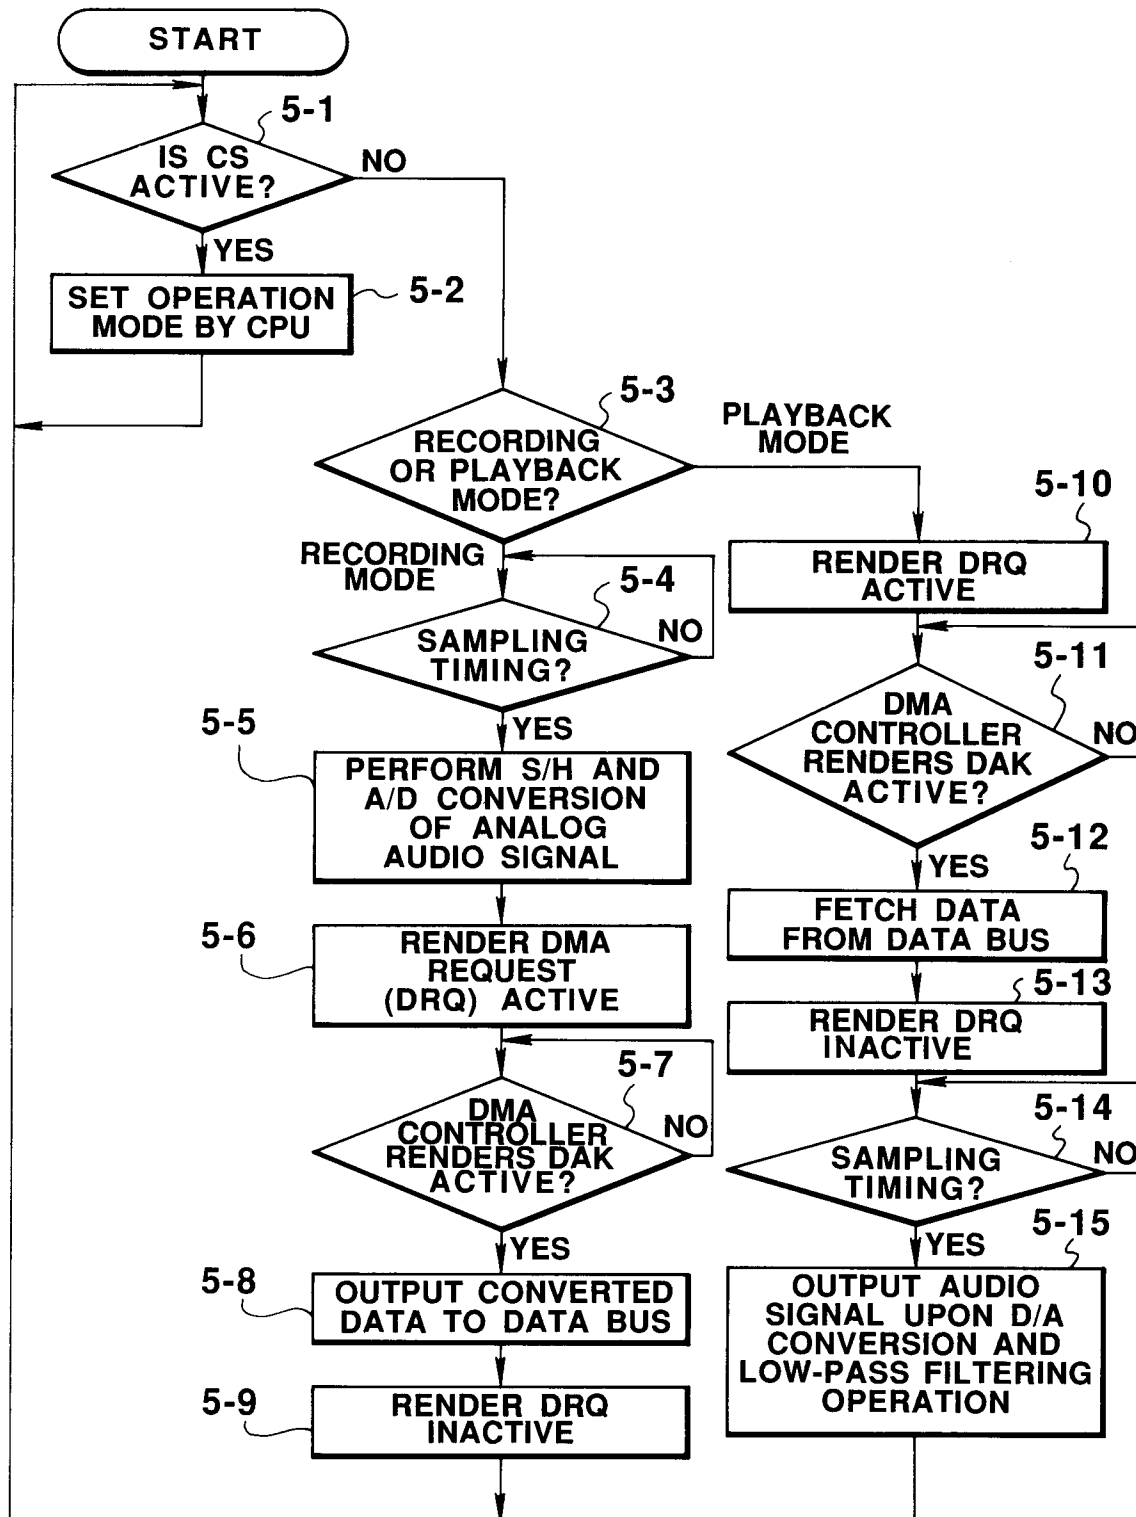 START
5-1
IS CS
ACTIVE?
NO
YES
SET OPERATION
MODE BY CPU
5-2
5-3
RECORDING
OR PLAYBACK
MODE?
PLAYBACK
MODE
RECORDING
MODE
5-4
SAMPLING
TIMING?
NO
YES
5-5
PERFORM S/H AND
A/D CONVERSION
OF ANALOG
AUDIO SIGNAL
5-6
RENDER DMA
REQUEST
(DRQ) ACTIVE
5-7
DMA
CONTROLLER
RENDERS DAK
ACTIVE?
NO
YES
5-8
OUTPUT CONVERTED
DATA TO DATA BUS
5-9
RENDER DRQ
INACTIVE
5-10
RENDER DRQ
ACTIVE
5-11
DMA
CONTROLLER
RENDERS DAK
ACTIVE?
NO
YES
5-12
FETCH DATA
FROM DATA BUS
5-13
RENDER DRQ
INACTIVE
5-14
SAMPLING
TIMING?
NO
YES
5-15
OUTPUT AUDIO
SIGNAL UPON D/A
CONVERSION AND
LOW-PASS FILTERING
OPERATION